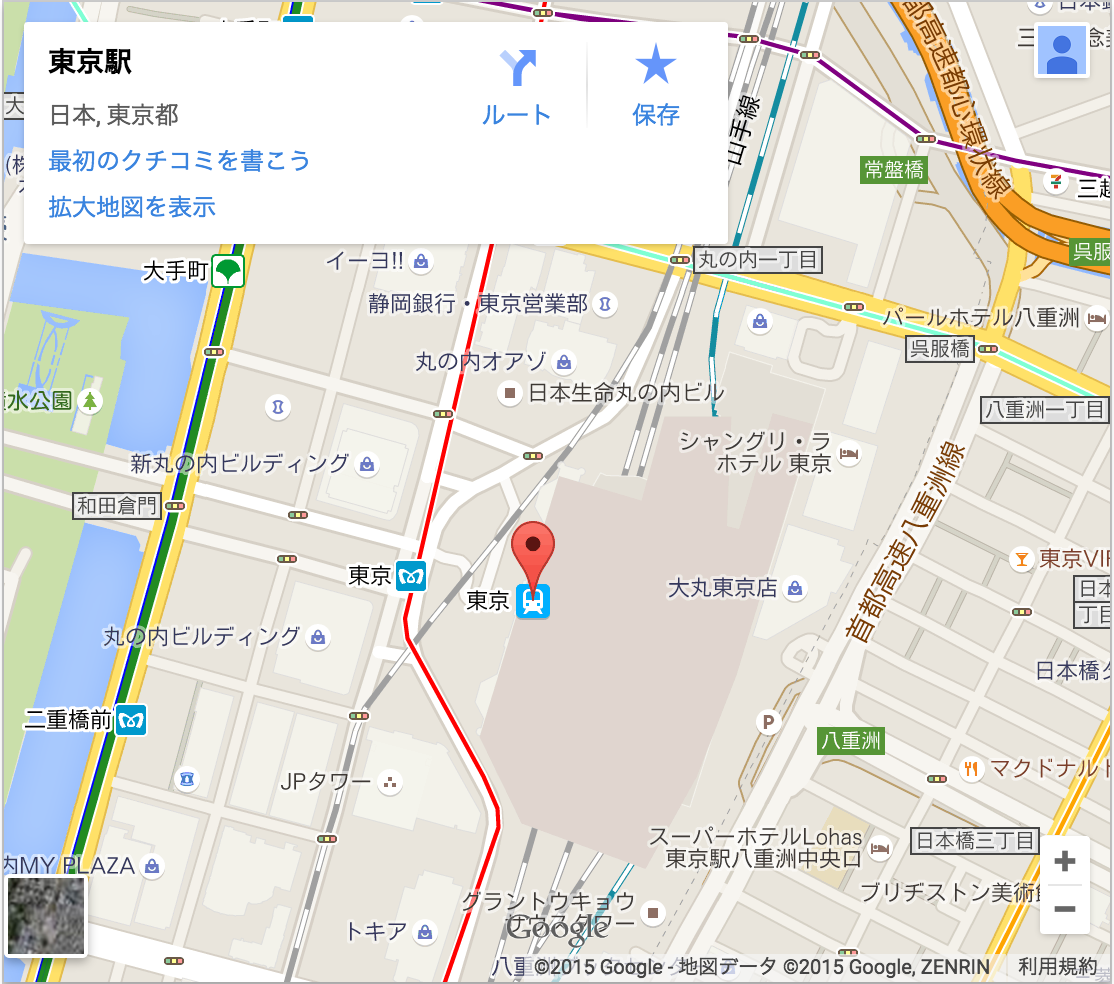 東京駅
日本, 東京都
最初のクチコミを書こう
拡大地図を表示
ルート
保存
山手線
都高速都心環状線
常盤橋
三越
呉服
大手町
イーヨ!!
丸の内一丁目
静岡銀行・東京営業部
パールホテル八重洲
呉服橋
丸の内オアゾ
日本生命丸の内ビル
水公園
八重洲一丁目
シャングリ・ラ
ホテル 東京
新丸の内ビルディング
和田倉門
首都高速八重洲線
東京VIP
東京
東京
大丸東京店
日本
丁目
丸の内ビルディング
日本橋
二重橋前
P
八重洲
JPタワー
マクドナルド
スーパーホテルLohas
東京駅八重洲中央口
日本橋三丁目
内MY PLAZA
ブリヂストン美術館
グラントウキョウ
サウスタワー
Google
トキア
+
−
八重
©2015 Google - 地図データ ©2015 Google, ZENRIN
利用規約